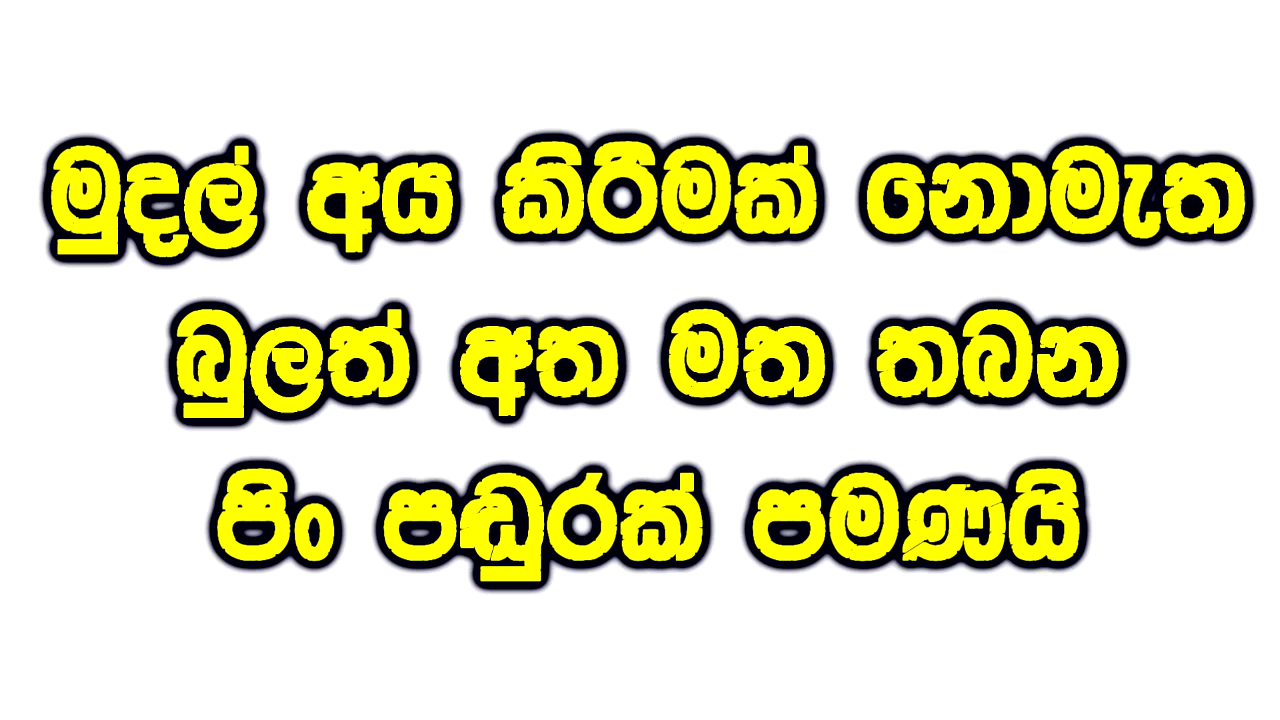 මුදල් අය කිරීමක් නොමැත
බුලත් අත මත තබන
පිං පඬුරක් පමණයි